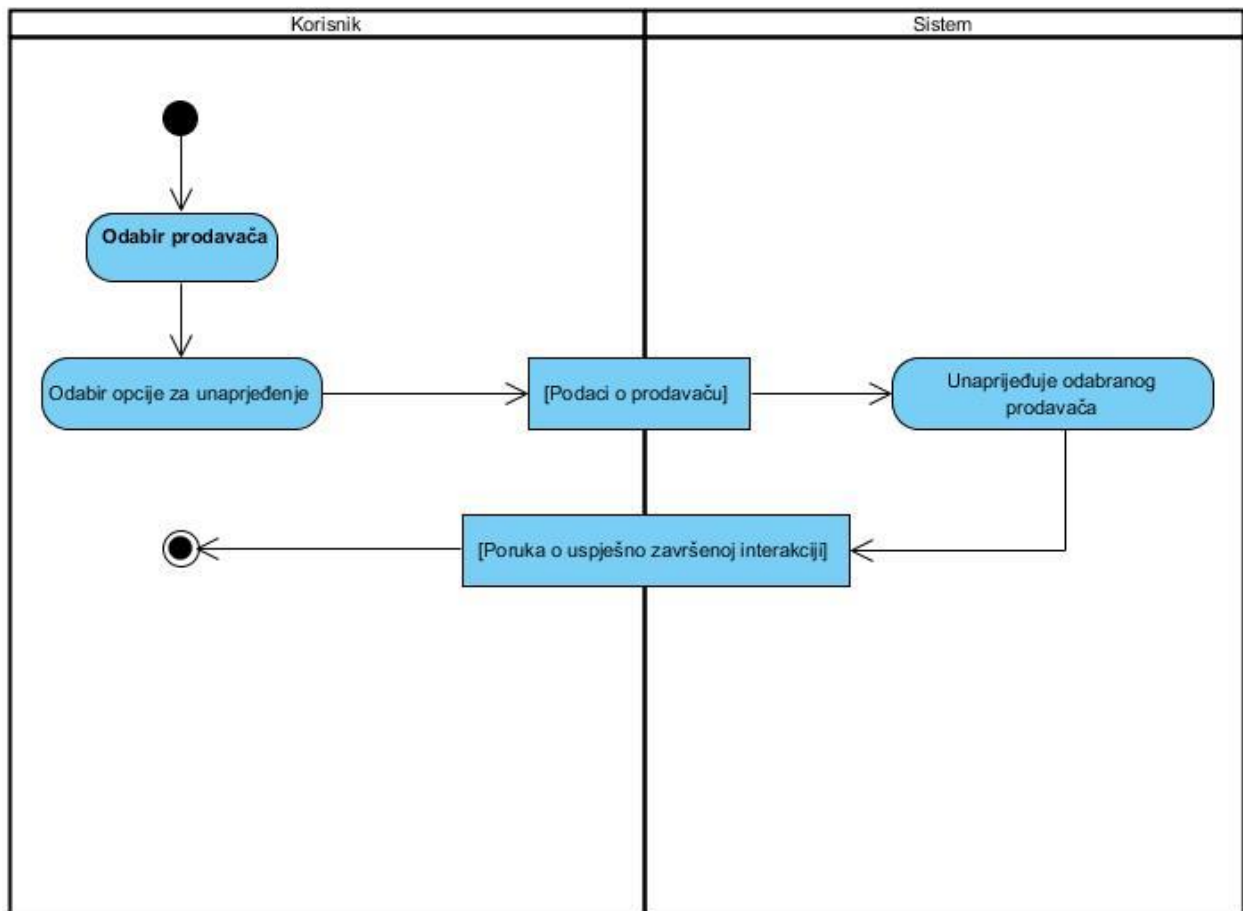 Korisnik
Sistem
Odabir prodavača
Odabir opcije za unaprjeđenje
[Podaci o prodavaču]
Unaprijeđuje odabranog
prodavača
[Poruka o uspješno završenoj interakciji]